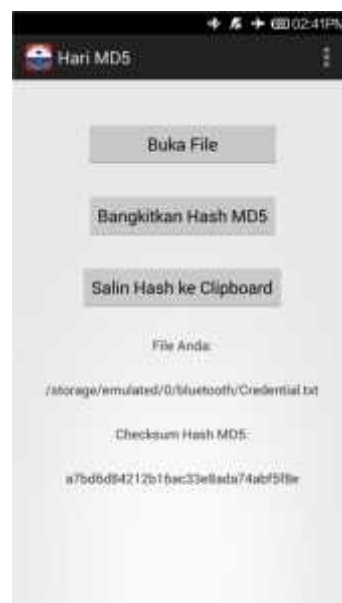 02:41PM
Hari MD5
Buka File
Bangkitkan Hash MD5
Salin Hash ke Clipboard
File Anda:
/storage/emulated/0/bluetooth/Credential.txt
Checksum Hash MD5: